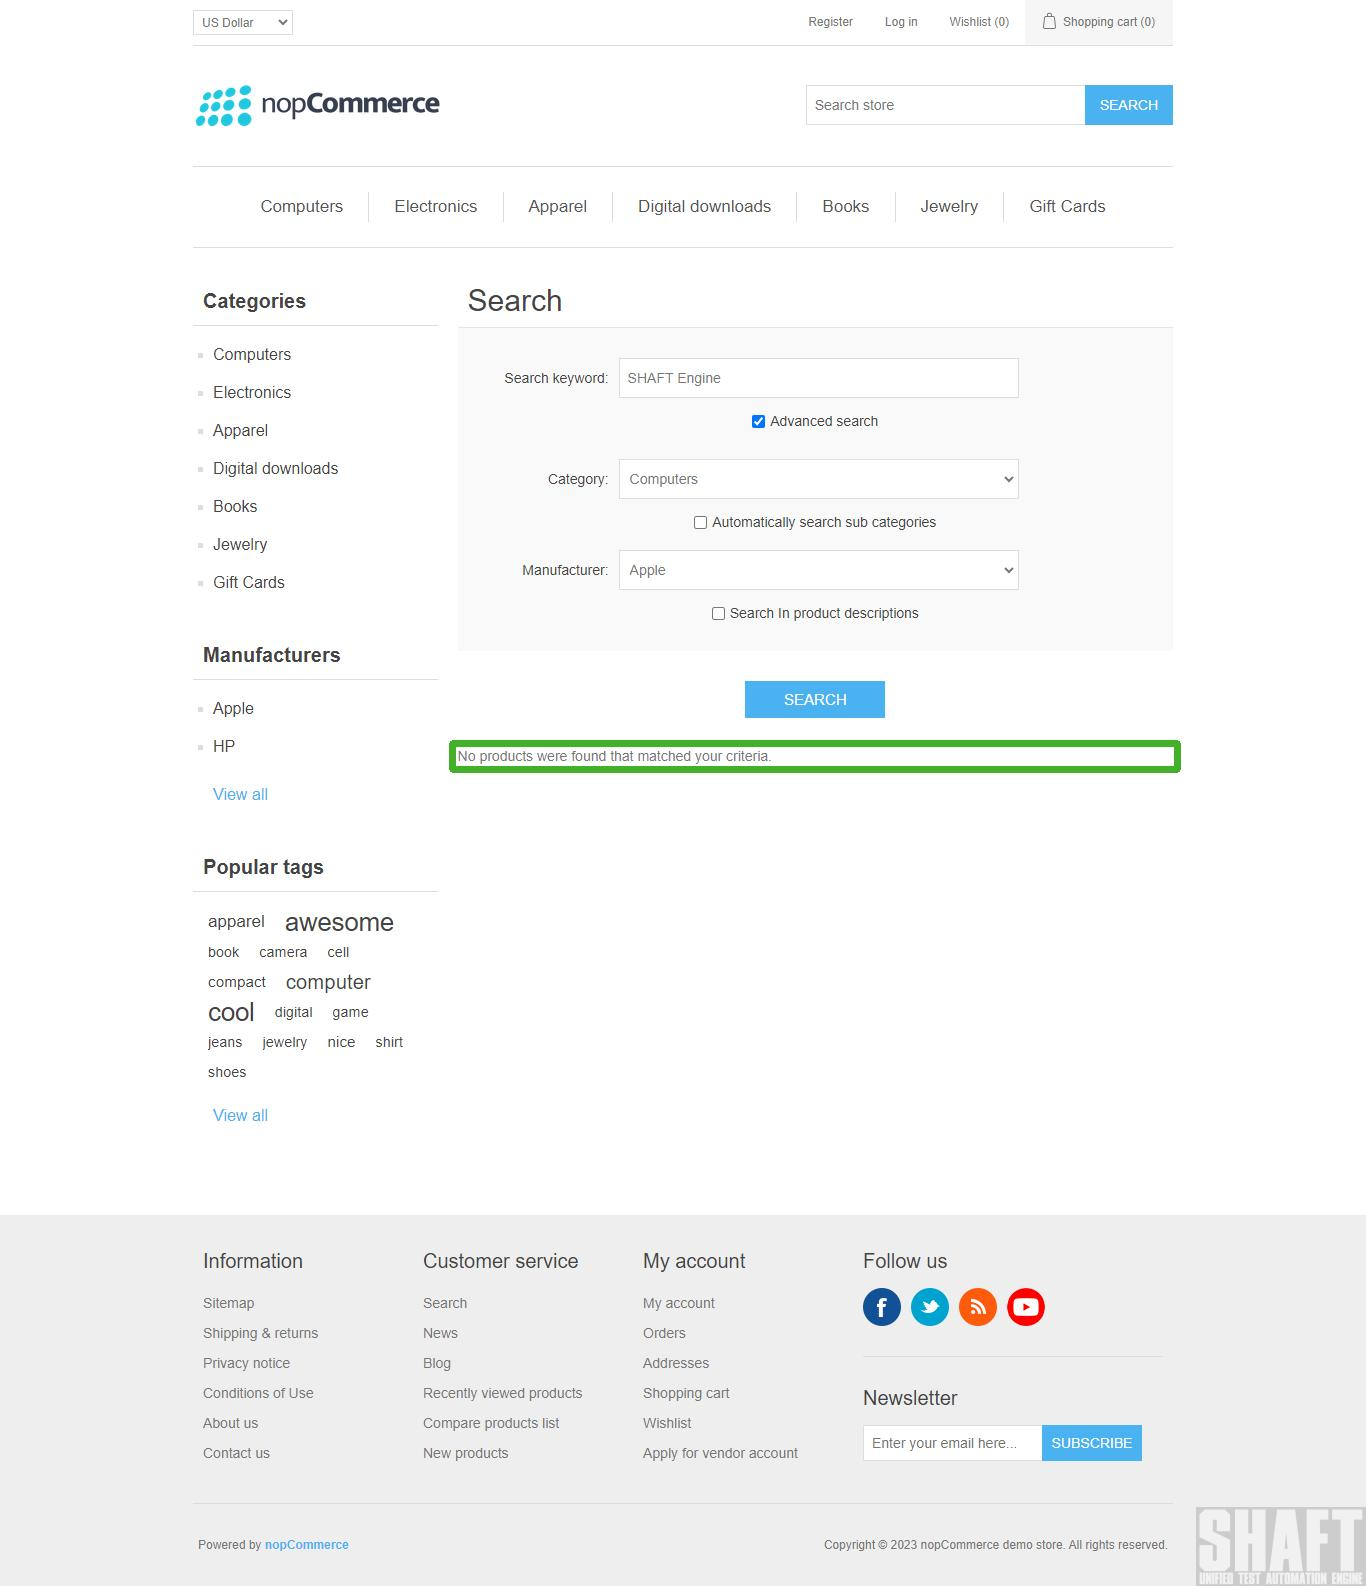 US Dollar
Register
Log in
Wishlist (0)
Shopping cart (0)
nopCommerce
Search store
SEARCH
Computers
Electronics
Apparel
Digital downloads
Books
Jewelry
Gift Cards
Categories
Computers
Electronics
Apparel
Digital downloads
Books
Jewelry
Gift Cards
Manufacturers
Apple
HP
View all
Popular tags
apparel awesome
book camera cell
compact computer
cool digital game
jeans jewelry nice shirt
shoes
View all
Search
Search keyword: SHAFT Engine
Advanced search
Category: Computers
Automatically search sub categories
Manufacturer: Apple
Search In product descriptions
SEARCH
No products were found that matched your criteria.
Information
Sitemap
Shipping & returns
Privacy notice
Conditions of Use
About us
Contact us
Customer service
Search
News
Blog
Recently viewed products
Compare products list
New products
My account
My account
Orders
Addresses
Shopping cart
Wishlist
Apply for vendor account
Follow us
Newsletter
Enter your email here...
SUBSCRIBE
Powered by nopCommerce
Copyright © 2023 nopCommerce demo store. All rights reserved.
SHAFT
UNIFIED TEST AUTOMATION ENGINE